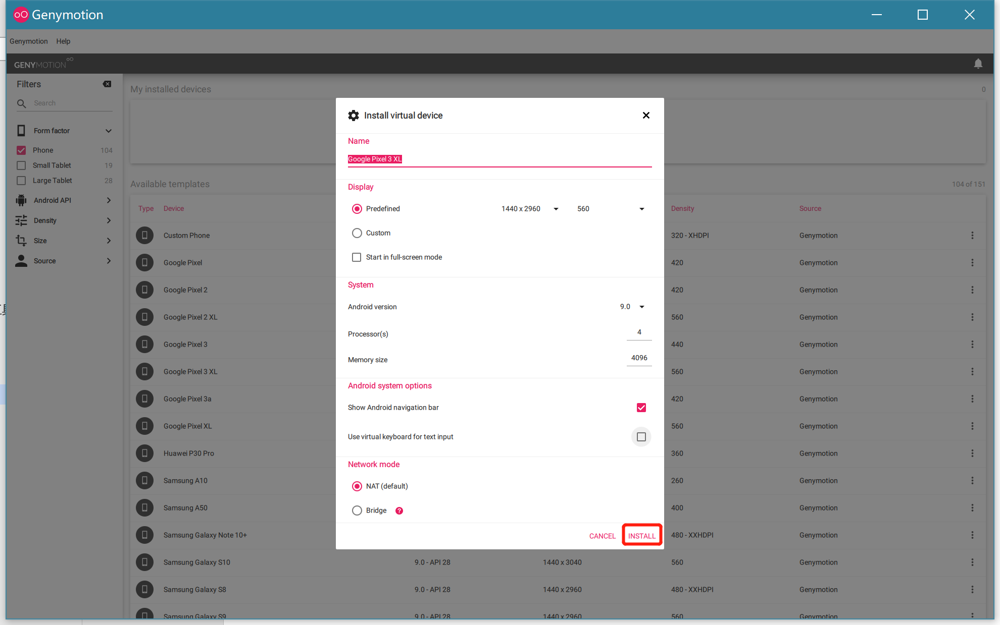 Genymotion
Genymotion Help
GENYMOTION
Filters
Search
Form factor
Phone 104
Small Tablet 19
Large Tablet 28
Android API
Density
Size
Source
My installed devices 0
Available templates 104 of 151
Type Device Density Source
Custom Phone 320 - XHDPI Genymotion
Google Pixel 420 Genymotion
Google Pixel 2 420 Genymotion
Google Pixel 2 XL 560 Genymotion
Google Pixel 3 440 Genymotion
Google Pixel 3 XL 560 Genymotion
Google Pixel 3a 420 Genymotion
Google Pixel XL 560 Genymotion
Huawei P30 Pro 360 Genymotion
Samsung A10 260 Genymotion
Samsung A50 400 Genymotion
Samsung Galaxy Note 10+ 480 - XXHDPI Genymotion
Samsung Galaxy S10 9.0 - API 28 1440 x 3040 560 Genymotion
Samsung Galaxy S8 9.0 - API 28 1440 x 2960 480 - XXHDPI Genymotion
Samsung Galaxy S9 9.0 - API 28 1440 x 2960 560 Genymotion
Install virtual device
Name
Google Pixel 3 XL
Display
Predefined 1440 x 2960 560
Custom
Start in full-screen mode
System
Android version 9.0
Processor(s) 4
Memory size 4096
Android system options
Show Android navigation bar
Use virtual keyboard for text input
Network mode
NAT (default)
Bridge ?
CANCEL INSTALL